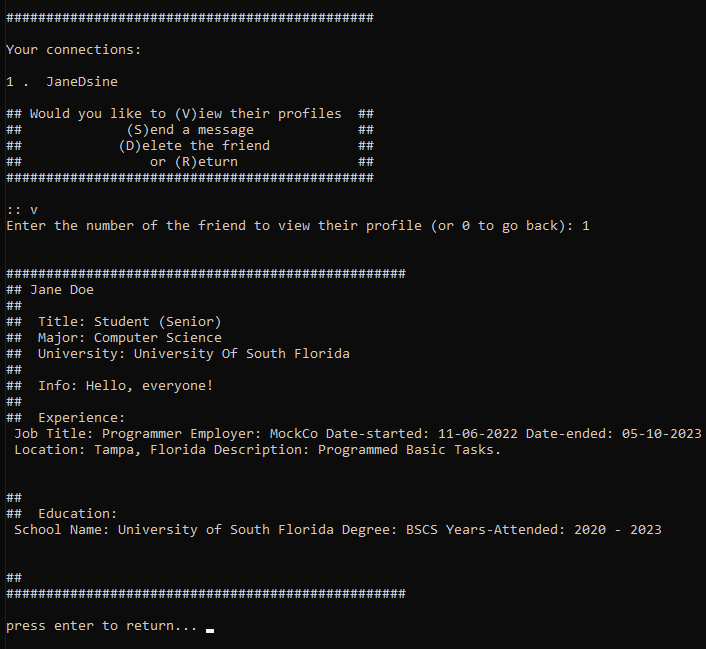 ##############################################
Your connections:
1 .  JaneDsine
## Would you like to (V)iew their profiles  ##
##             (S)end a message             ##
##            (D)elete the friend           ##
##                or (R)eturn               ##
##############################################
:: v
Enter the number of the friend to view their profile (or 0 to go back): 1
##################################################
## Jane Doe
##
##  Title: Student (Senior)
##  Major: Computer Science
##  University: University Of South Florida
##
##  Info: Hello, everyone!
##
##  Experience:
Job Title: Programmer Employer: MockCo Date-started: 11-06-2022 Date-ended: 05-10-2023
Location: Tampa, Florida Description: Programmed Basic Tasks.
##
##  Education:
School Name: University of South Florida Degree: BSCS Years-Attended: 2020 - 2023
##
##################################################
press enter to return...